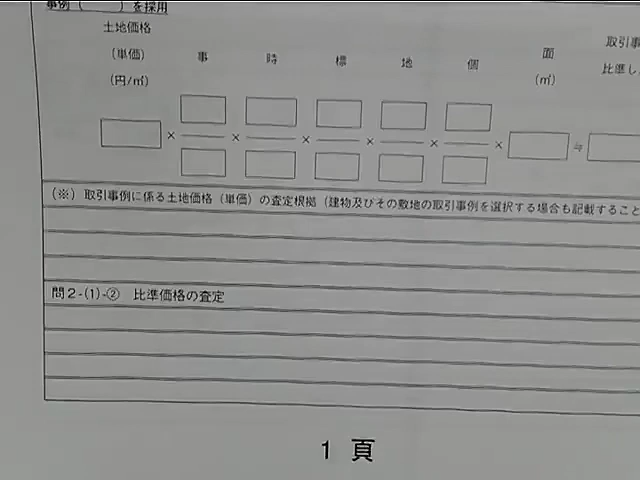 事例（　　　）を採用
土地価格
（単価） 事 時 標 地 個 面 取引事
（円/㎡） （㎡） 比準し
× × × × × × ≒
（※）取引事例に係る土地価格（単価）の査定根拠（建物及びその敷地の取引事例を選択する場合も記載すること
問２-(1)-② 比準価格の査定
1 頁